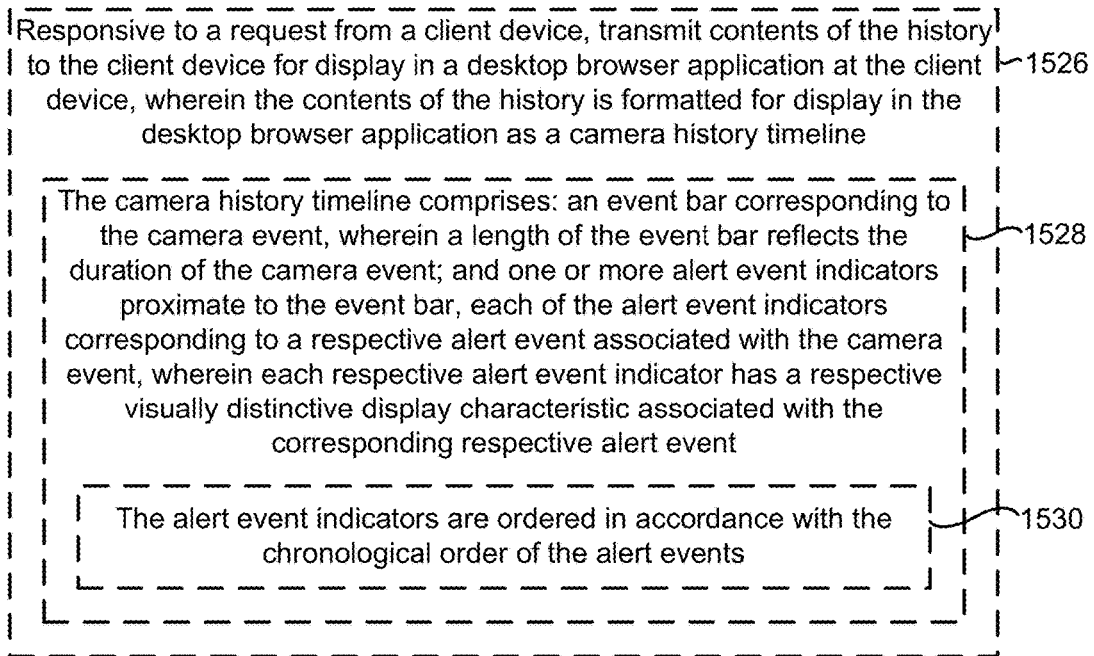 Responsive to a request from a client device, transmit contents of the history
to the client device for display in a desktop browser application at the client
device, wherein the contents of the history is formatted for display in the
desktop browser application as a camera history timeline
1526
The camera history timeline comprises: an event bar corresponding to
the camera event, wherein a length of the event bar reflects the
duration of the camera event; and one or more alert event indicators
proximate to the event bar, each of the alert event indicators
corresponding to a respective alert event associated with the camera
event, wherein each respective alert event indicator has a respective
visually distinctive display characteristic associated with the
corresponding respective alert event
1528
The alert event indicators are ordered in accordance with the
chronological order of the alert events
1530